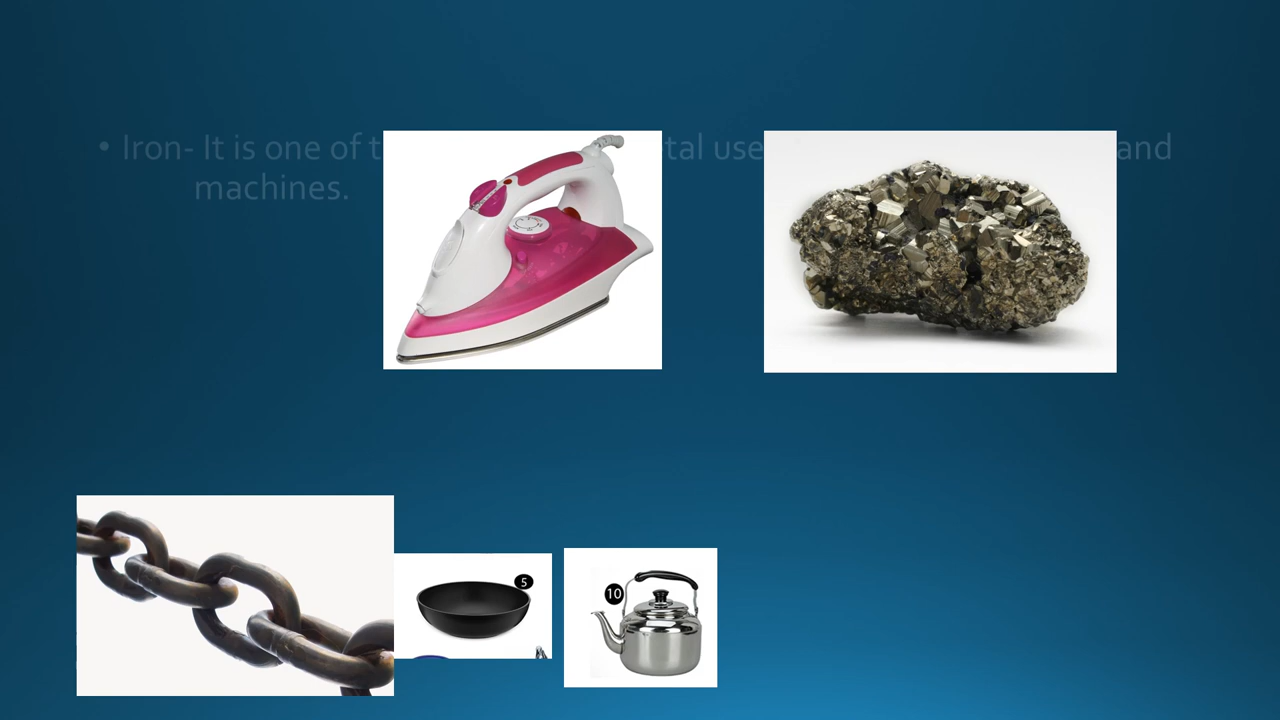 • Iron- It is one of t tal use and
machines.
5
10